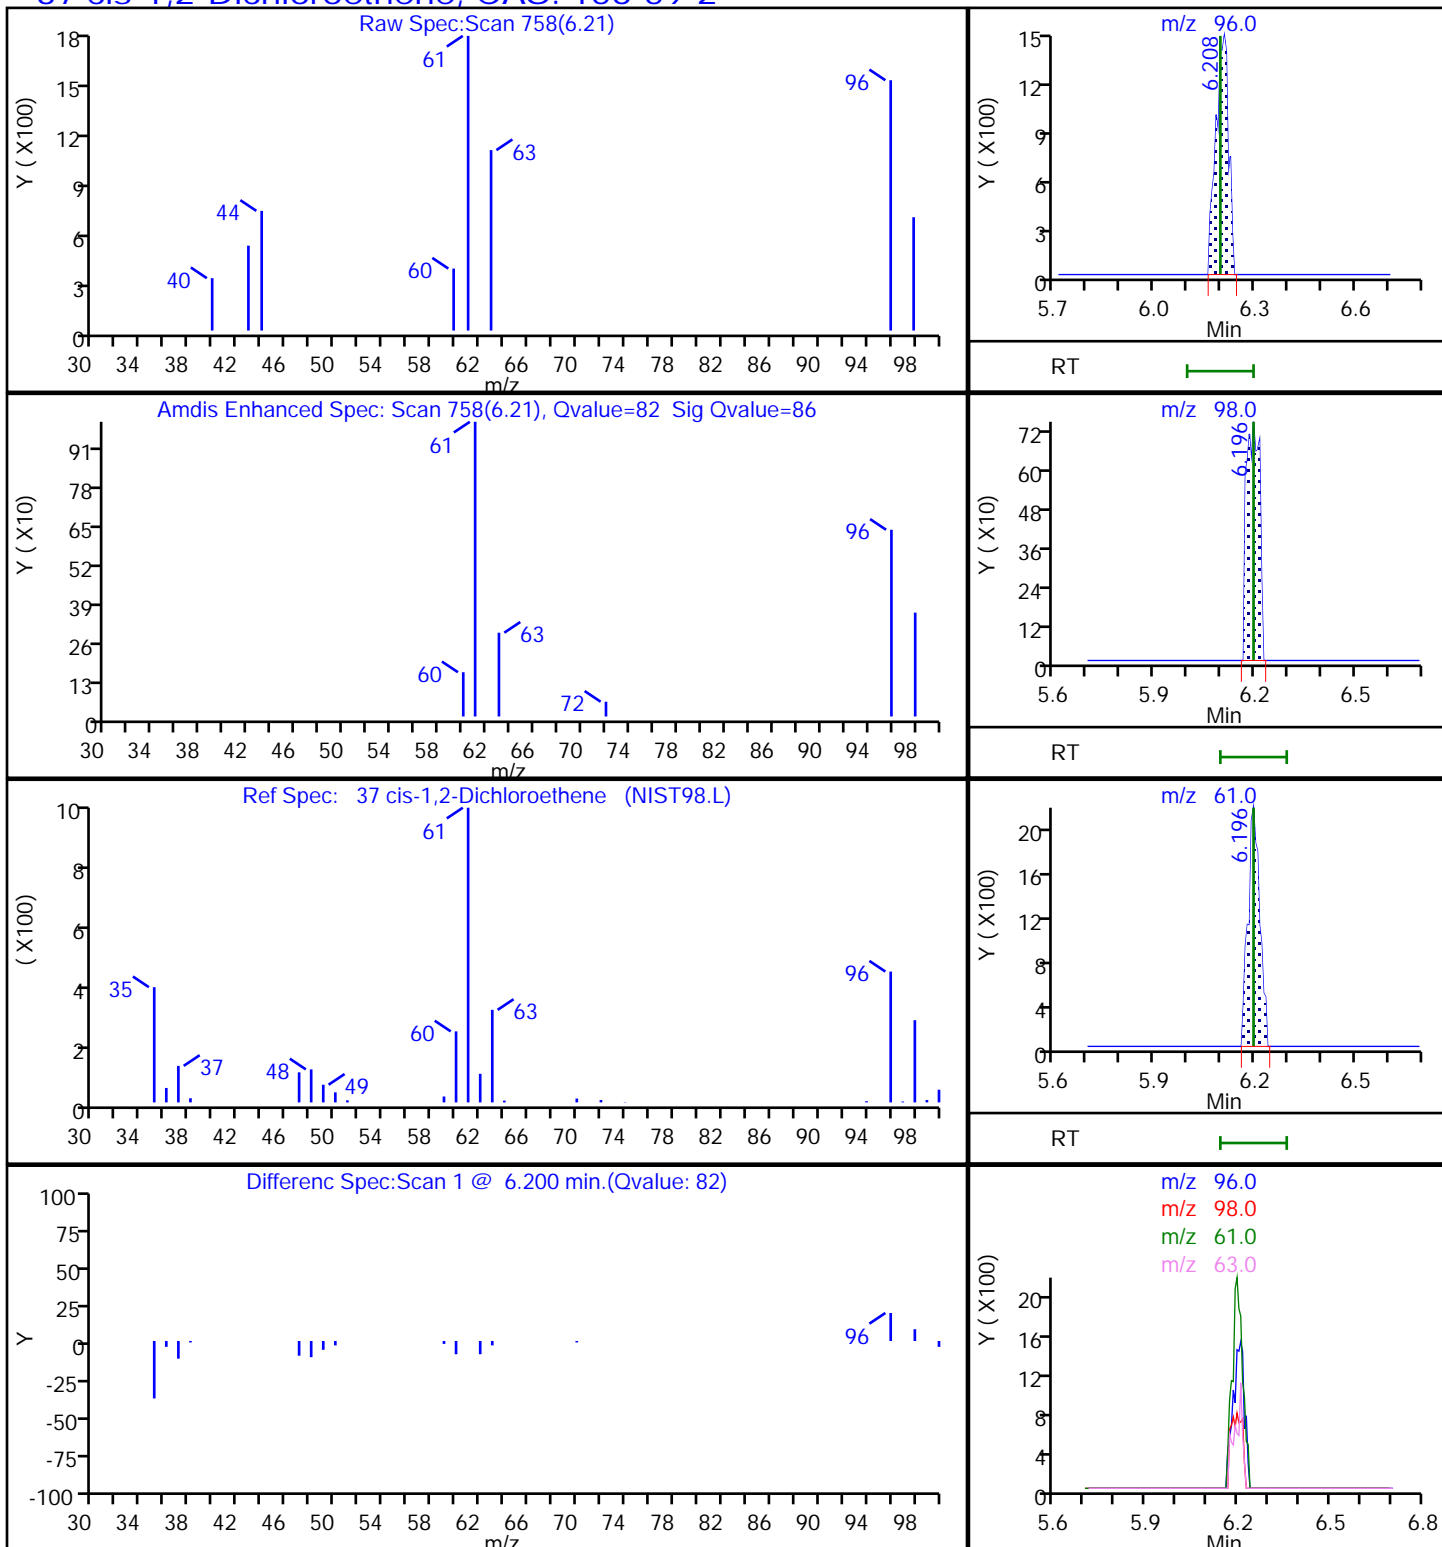 37 cis-1,2-Dichloroethene, CAS: 156-59-2
Raw Spec:Scan 758(6.21)
Y ( X100)
18
15
12
9
6
3
0
40
44
60
61
63
96
30 34 38 42 46 50 54 58 62 66 70 74 78 82 86 90 94 98
m/z
m/z 96.0
Y ( X100)
15
12
9
6
3
0
6.208
5.7 6.0 6.3 6.6
Min
RT
Amdis Enhanced Spec: Scan 758(6.21), Qvalue=82 Sig Qvalue=86
Y ( X10)
91
78
65
52
39
26
13
0
60
61
63
72
96
30 34 38 42 46 50 54 58 62 66 70 74 78 82 86 90 94 98
m/z
m/z 98.0
Y ( X10)
72
60
48
36
24
12
0
6.196
5.6 5.9 6.2 6.5
Min
RT
Ref Spec: 37 cis-1,2-Dichloroethene (NIST98.L)
( X100)
10
8
6
4
2
0
35
37
48
49
60
61
63
96
30 34 38 42 46 50 54 58 62 66 70 74 78 82 86 90 94 98
m/z 61.0
Y ( X100)
20
16
12
8
4
0
6.196
5.6 5.9 6.2 6.5
Min
RT
Differenc Spec:Scan 1 @ 6.200 min.(Qvalue: 82)
Y
100
75
50
25
0
-25
-50
-75
-100
96
30 34 38 42 46 50 54 58 62 66 70 74 78 82 86 90 94 98
m/z
m/z 96.0
m/z 98.0
m/z 61.0
m/z 63.0
Y ( X100)
20
16
12
8
4
0
5.6 5.9 6.2 6.5 6.8
Min